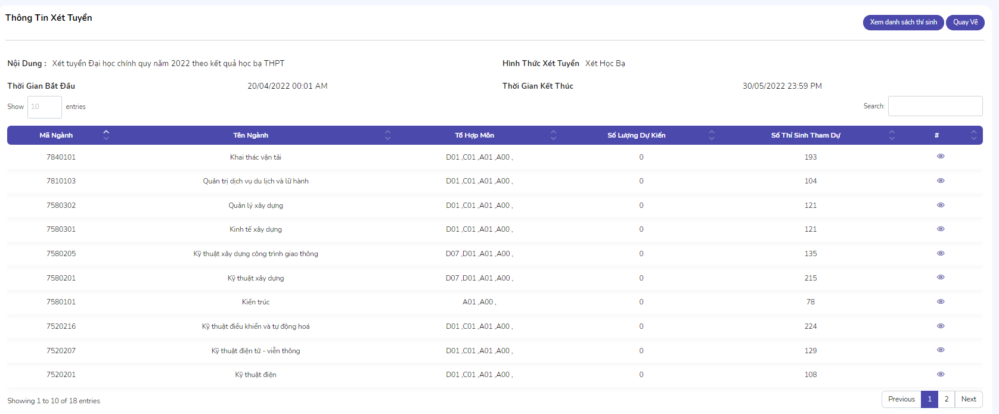 Thông Tin Xét Tuyển
Xem danh sách thí sinh Quay Về
Nội Dung : Xét tuyển Đại học chính quy năm 2022 theo kết quả học bạ THPT Hình Thức Xét Tuyển Xét Học Bạ
Thời Gian Bắt Đầu 20/04/2022 00:01 AM Thời Gian Kết Thúc 30/05/2022 23:59 PM
Show 10 entries Search:
Mã Ngành Tên Ngành Tổ Hợp Môn Số Lượng Dự Kiến Số Thí Sinh Tham Dự #
7840101 Khai thác vận tải D01 ,C01 ,A01 ,A00 , 0 193
7810103 Quản trị dịch vụ du lịch và lữ hành D01 ,C01 ,A01 ,A00 , 0 104
7580302 Quản lý xây dựng D01 ,C01 ,A01 ,A00 , 0 121
7580301 Kinh tế xây dựng D01 ,C01 ,A01 ,A00 , 0 121
7580205 Kỹ thuật xây dựng công trình giao thông D07 ,D01 ,A01 ,A00 , 0 135
7580201 Kỹ thuật xây dựng D07 ,D01 ,A01 ,A00 , 0 215
7580101 Kiến trúc A01 ,A00 , 0 78
7520216 Kỹ thuật điều khiển và tự động hoá D01 ,C01 ,A01 ,A00 , 0 224
7520207 Kỹ thuật điện tử - viễn thông D01 ,C01 ,A01 ,A00 , 0 129
7520201 Kỹ thuật điện D01 ,C01 ,A01 ,A00 , 0 108
Showing 1 to 10 of 18 entries Previous 1 2 Next